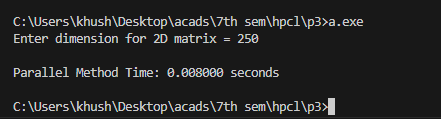 C:\Users\khush\Desktop\acads\7th sem\hpcl\p3>a.exe
Enter dimension for 2D matrix = 250
Parallel Method Time: 0.008000 seconds
C:\Users\khush\Desktop\acads\7th sem\hpcl\p3>